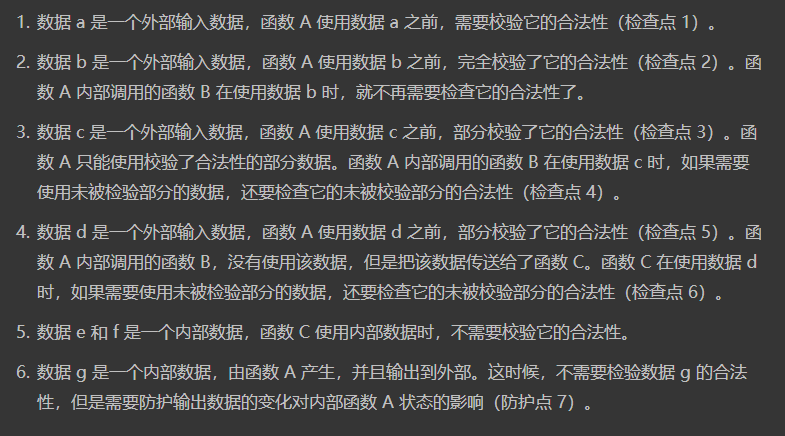 1. 数据 a 是一个外部输入数据，函数 A 使用数据 a 之前，需要校验它的合法性（检查点 1）。
2. 数据 b 是一个外部输入数据，函数 A 使用数据 b 之前，完全校验了它的合法性（检查点 2）。函
数 A 内部调用的函数 B 在使用数据 b 时，就不再需要检查它的合法性了。
3. 数据 c 是一个外部输入数据，函数 A 使用数据 c 之前，部分校验了它的合法性（检查点 3）。函
数 A 只能使用校验了合法性的部分数据。函数 A 内部调用的函数 B 在使用数据 c 时，如果需要
使用未被检验部分的数据，还要检查它的未被校验部分的合法性（检查点 4）。
4. 数据 d 是一个外部输入数据，函数 A 使用数据 d 之前，部分校验了它的合法性（检查点 5）。函
数 A 内部调用的函数 B，没有使用该数据，但是把该数据传送给了函数 C。函数 C 在使用数据 d
时，如果需要使用未被检验部分的数据，还要检查它的未被校验部分的合法性（检查点 6）。
5. 数据 e 和 f 是一个内部数据，函数 C 使用内部数据时，不需要校验它的合法性。
6. 数据 g 是一个内部数据，由函数 A 产生，并且输出到外部。这时候，不需要检验数据 g 的合法
性，但是需要防护输出数据的变化对内部函数 A 状态的影响（防护点 7）。